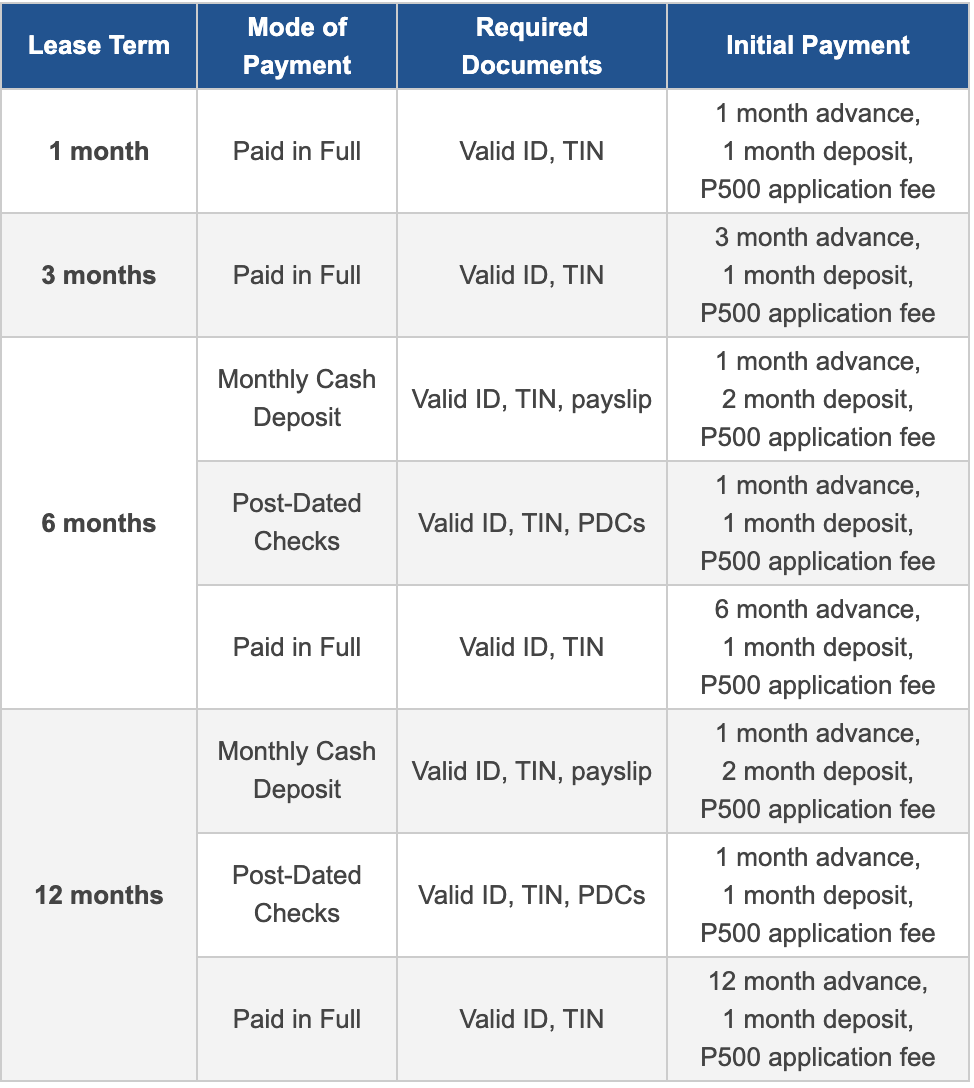 Lease Term
Mode of
Payment
Required
Documents
Initial Payment
1 month
Paid in Full
Valid ID, TIN
1 month advance,
1 month deposit,
P500 application fee
3 months
Paid in Full
Valid ID, TIN
3 month advance,
1 month deposit,
P500 application fee
6 months
Monthly Cash
Deposit
Valid ID, TIN, payslip
1 month advance,
2 month deposit,
P500 application fee
Post-Dated
Checks
Valid ID, TIN, PDCs
1 month advance,
1 month deposit,
P500 application fee
Paid in Full
Valid ID, TIN
6 month advance,
1 month deposit,
P500 application fee
12 months
Monthly Cash
Deposit
Valid ID, TIN, payslip
1 month advance,
2 month deposit,
P500 application fee
Post-Dated
Checks
Valid ID, TIN, PDCs
1 month advance,
1 month deposit,
P500 application fee
Paid in Full
Valid ID, TIN
12 month advance,
1 month deposit,
P500 application fee